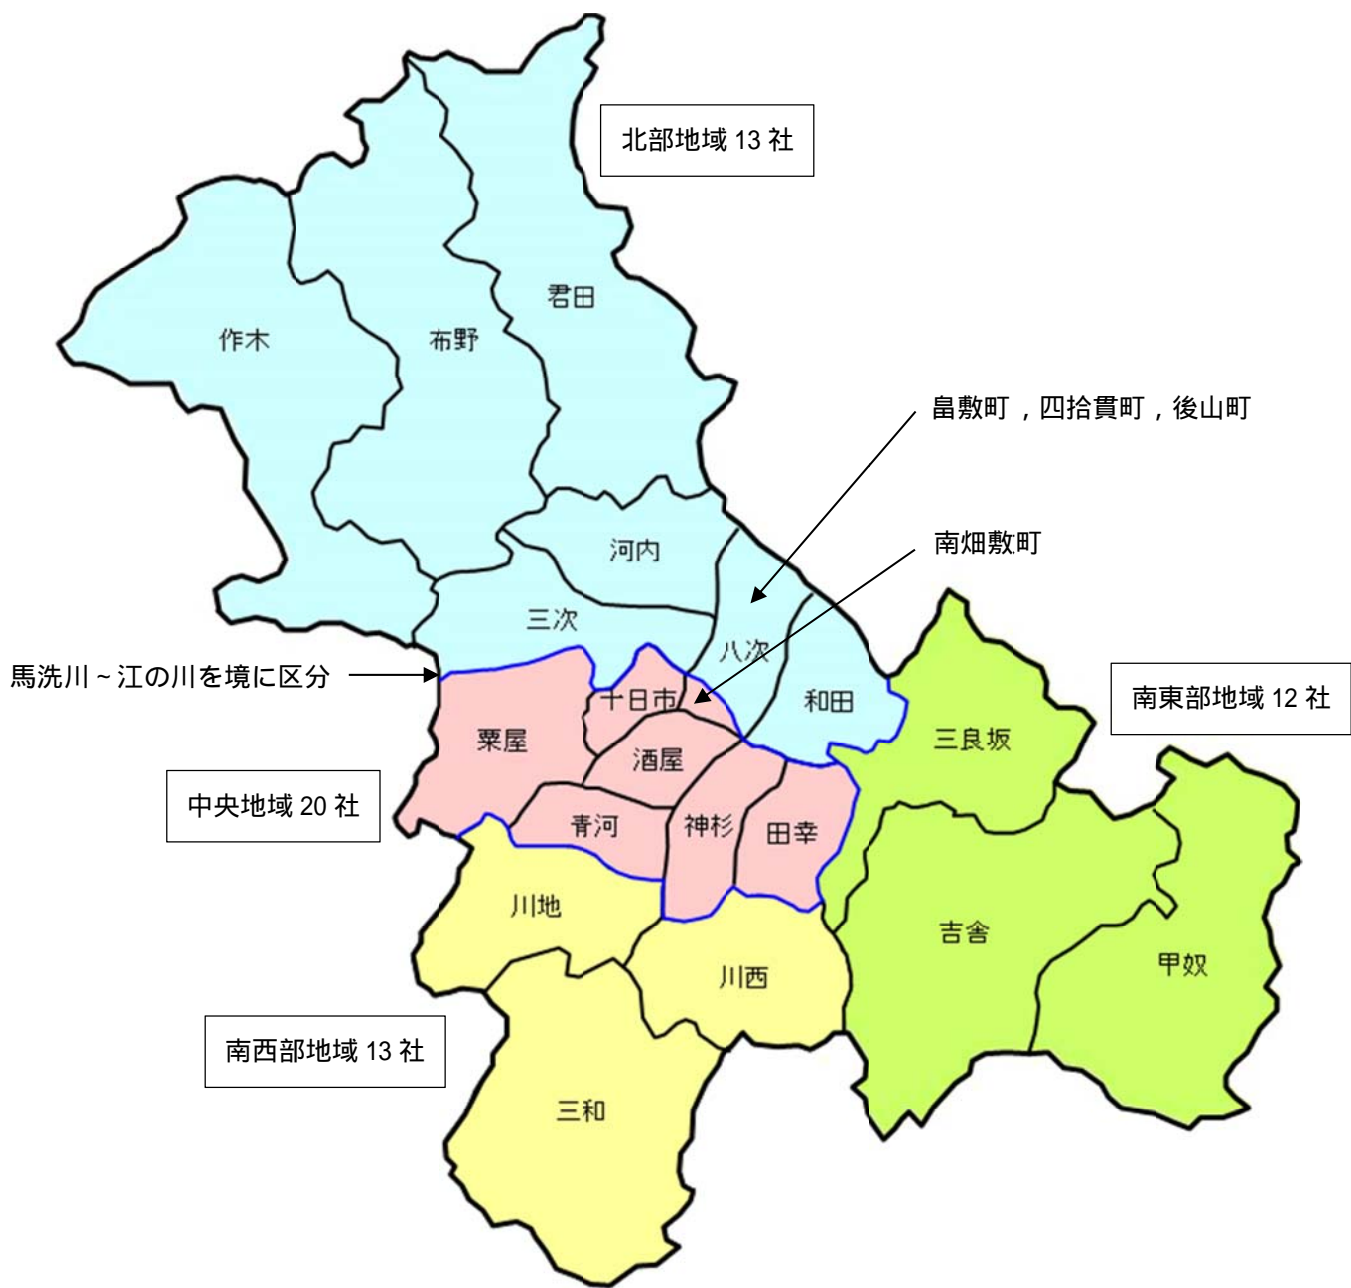 北部地域 13 社
君田
作木
布野
畠敷町，四拾貫町，後山町
南畑敷町
河内
三次
八次
馬洗川～江の川を境に区分
十日市
和田
南東部地域 12 社
粟屋
三良坂
酒屋
中央地域 20 社
青河
神杉
田幸
川地
吉舎
川西
甲奴
南西部地域 13 社
三和